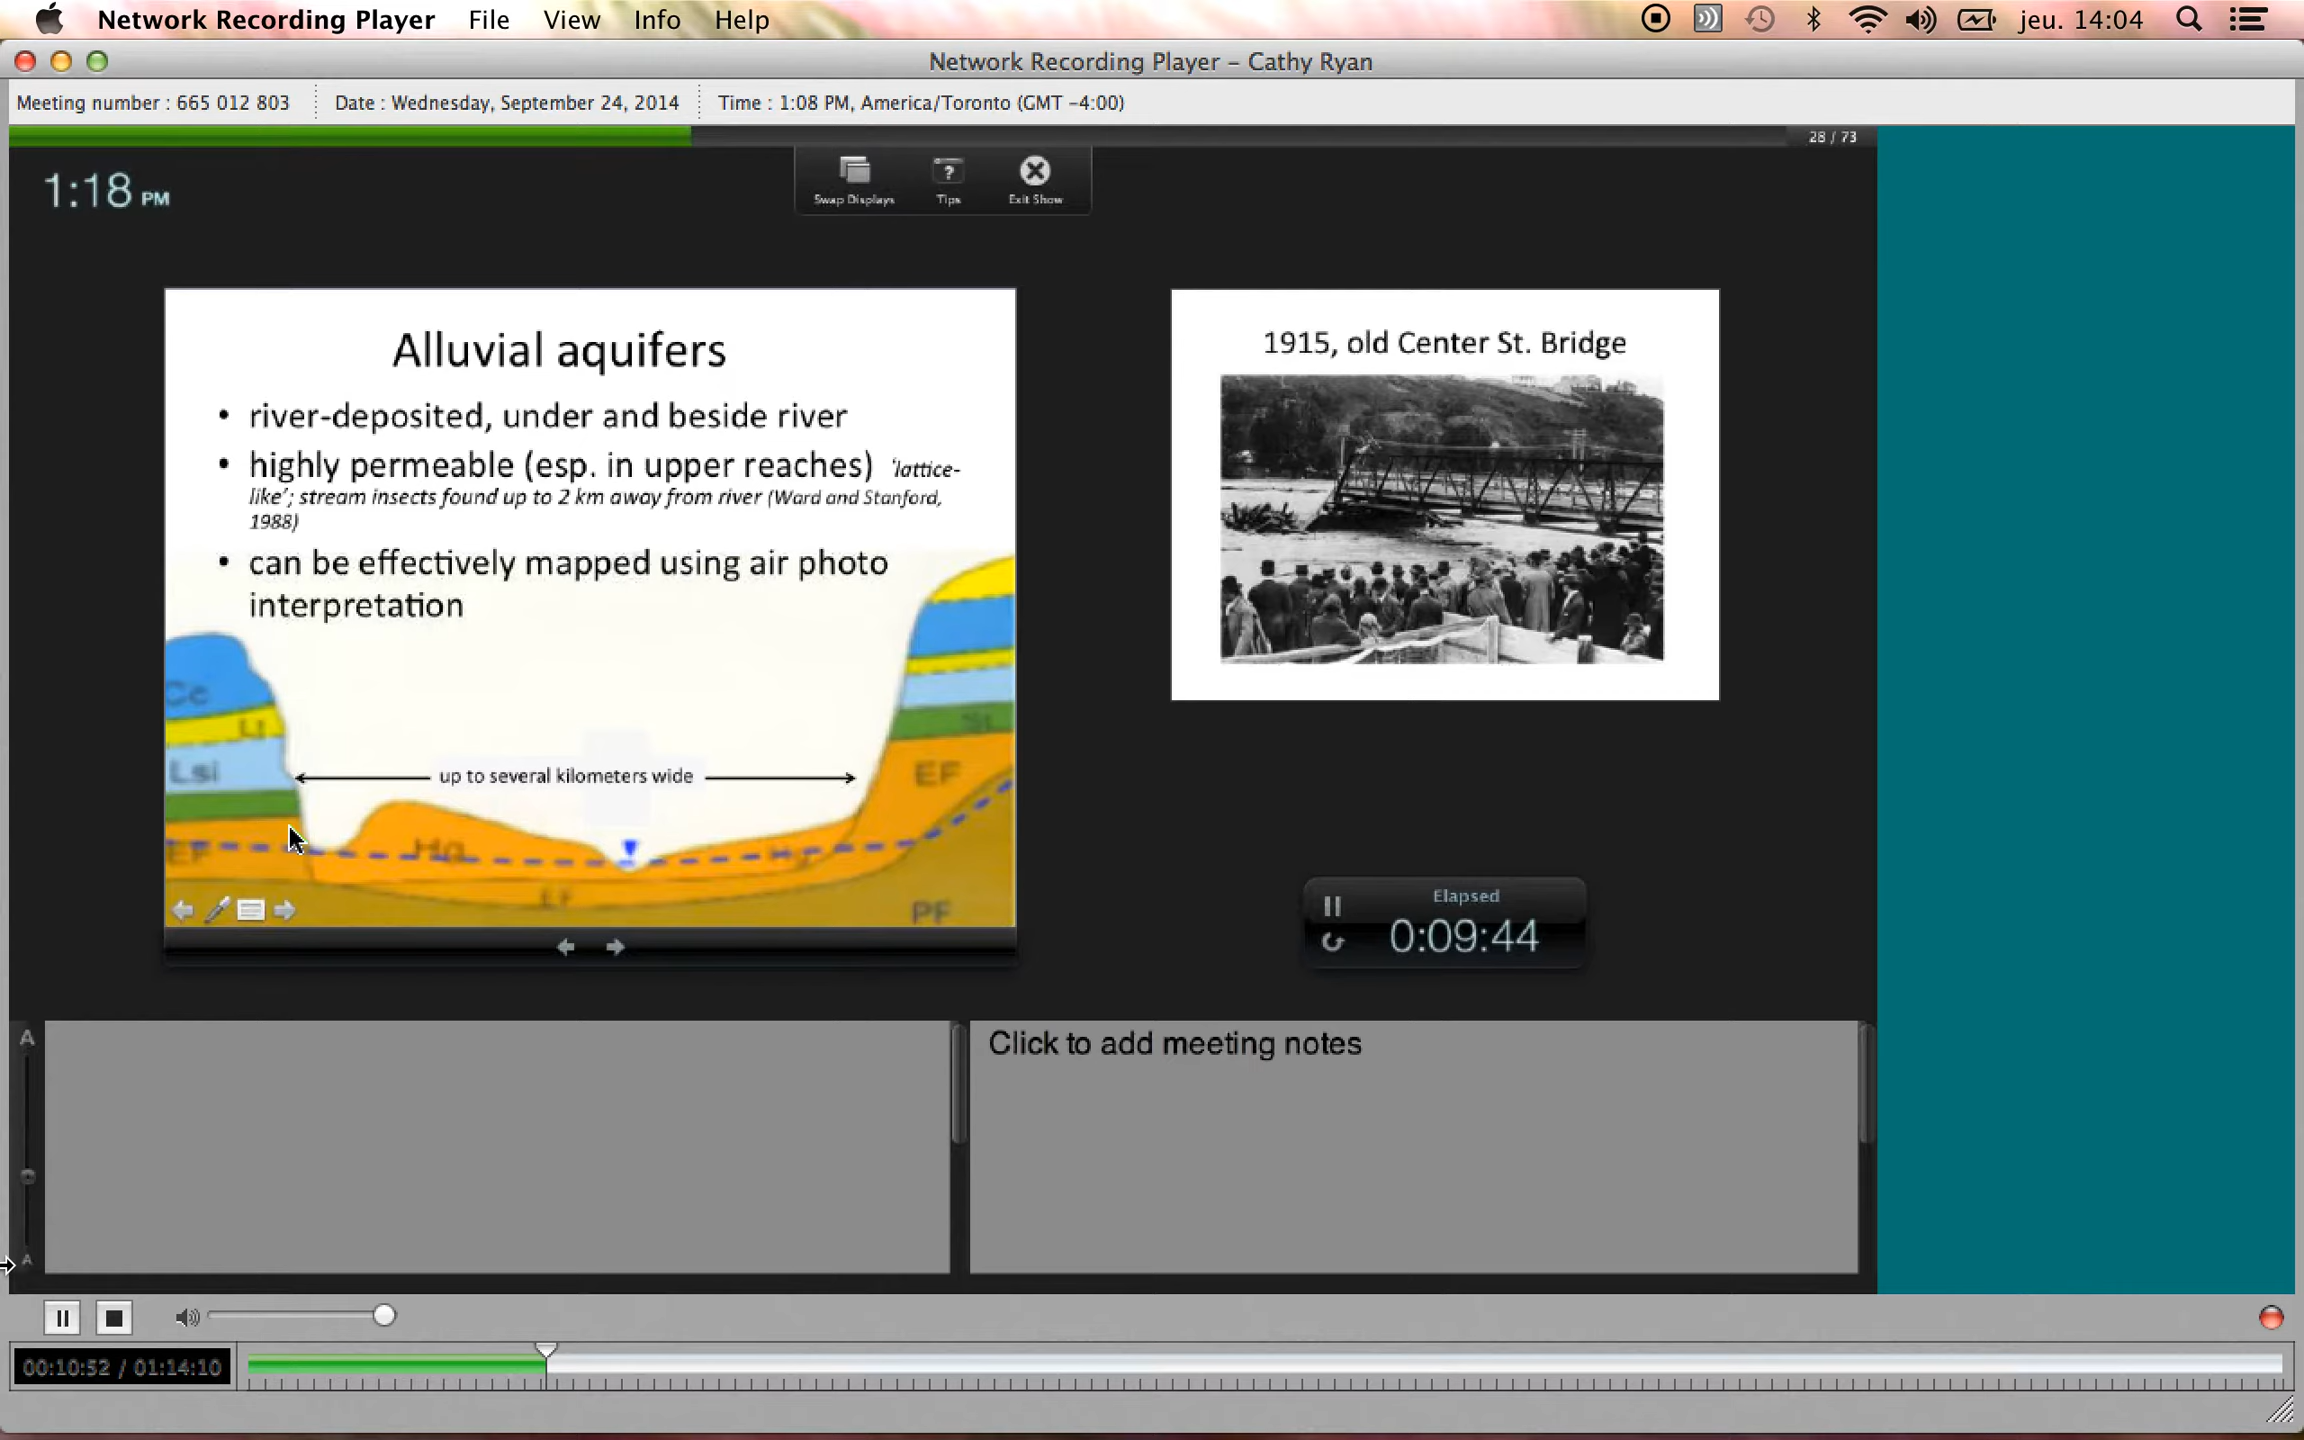 Network Recording Player File View Info Help
jeu. 14:04
Network Recording Player – Cathy Ryan
Meeting number : 665 012 803
Date : Wednesday, September 24, 2014
Time : 1:08 PM, America/Toronto (GMT -4:00)
28 / 73
1:18 PM
Swap Displays
? Tips
Exit Show
Alluvial aquifers
• river-deposited, under and beside river
• highly permeable (esp. in upper reaches) 'lattice-
like'; stream insects found up to 2 km away from river (Ward and Stanford,
1988)
• can be effectively mapped using air photo
interpretation
Cc
Lt
Lsi
EF
up to several kilometers wide
Hg
EF
PF
1915, old Center St. Bridge
Elapsed
0:09:44
A
A
Click to add meeting notes
00:10:52 / 01:14:10